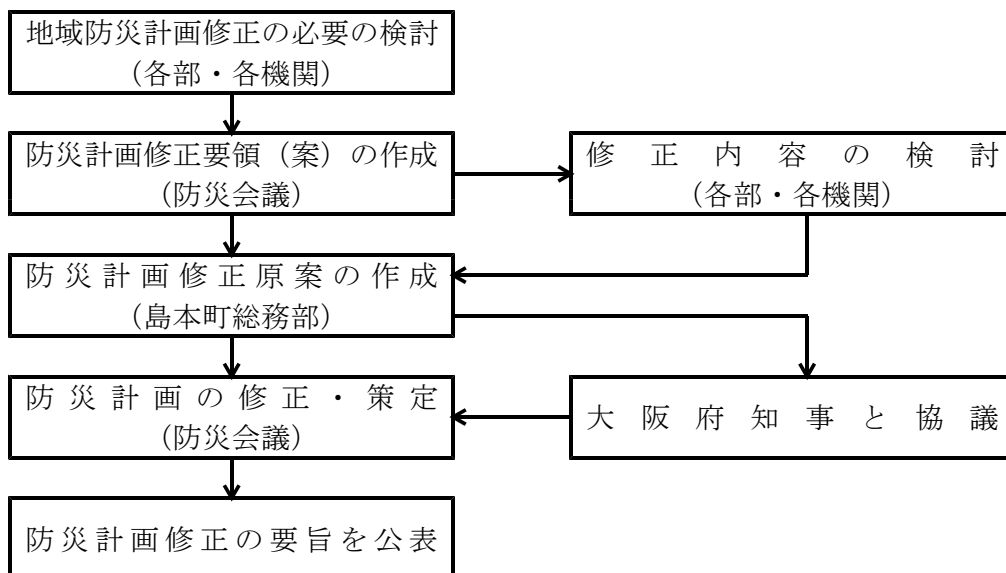 地域防災計画修正の必要の検討
（各部・各機関）
防災計画修正要領（案）の作成
（防災会議）
修正内容の検討
（各部・各機関）
防災計画修正原案の作成
（島本町総務部）
防災計画の修正・策定
（防災会議）
大阪府知事と協議
防災計画修正の要旨を公表